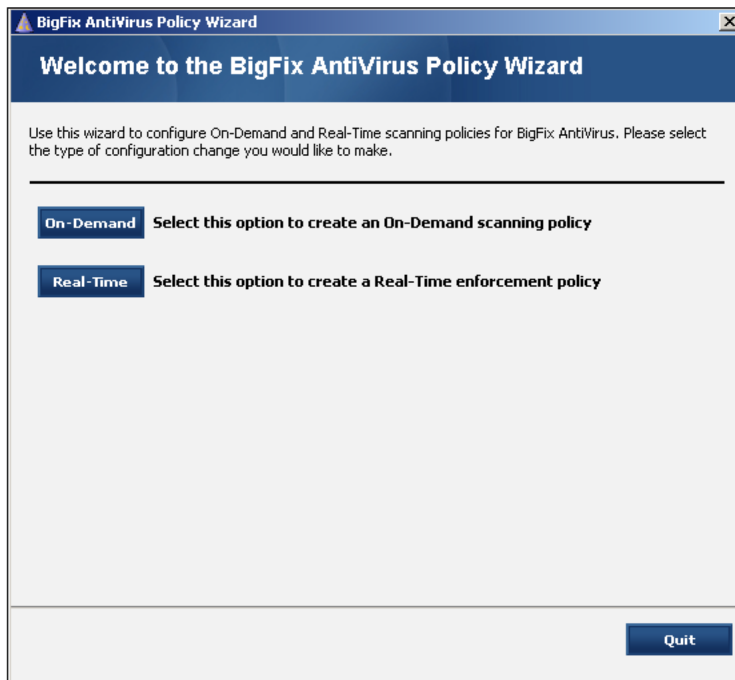 BigFix AntiVirus Policy Wizard
Welcome to the BigFix AntiVirus Policy Wizard
Use this wizard to configure On-Demand and Real-Time scanning policies for BigFix AntiVirus. Please select
the type of configuration change you would like to make.
On-Demand Select this option to create an On-Demand scanning policy
Real-Time Select this option to create a Real-Time enforcement policy
Quit